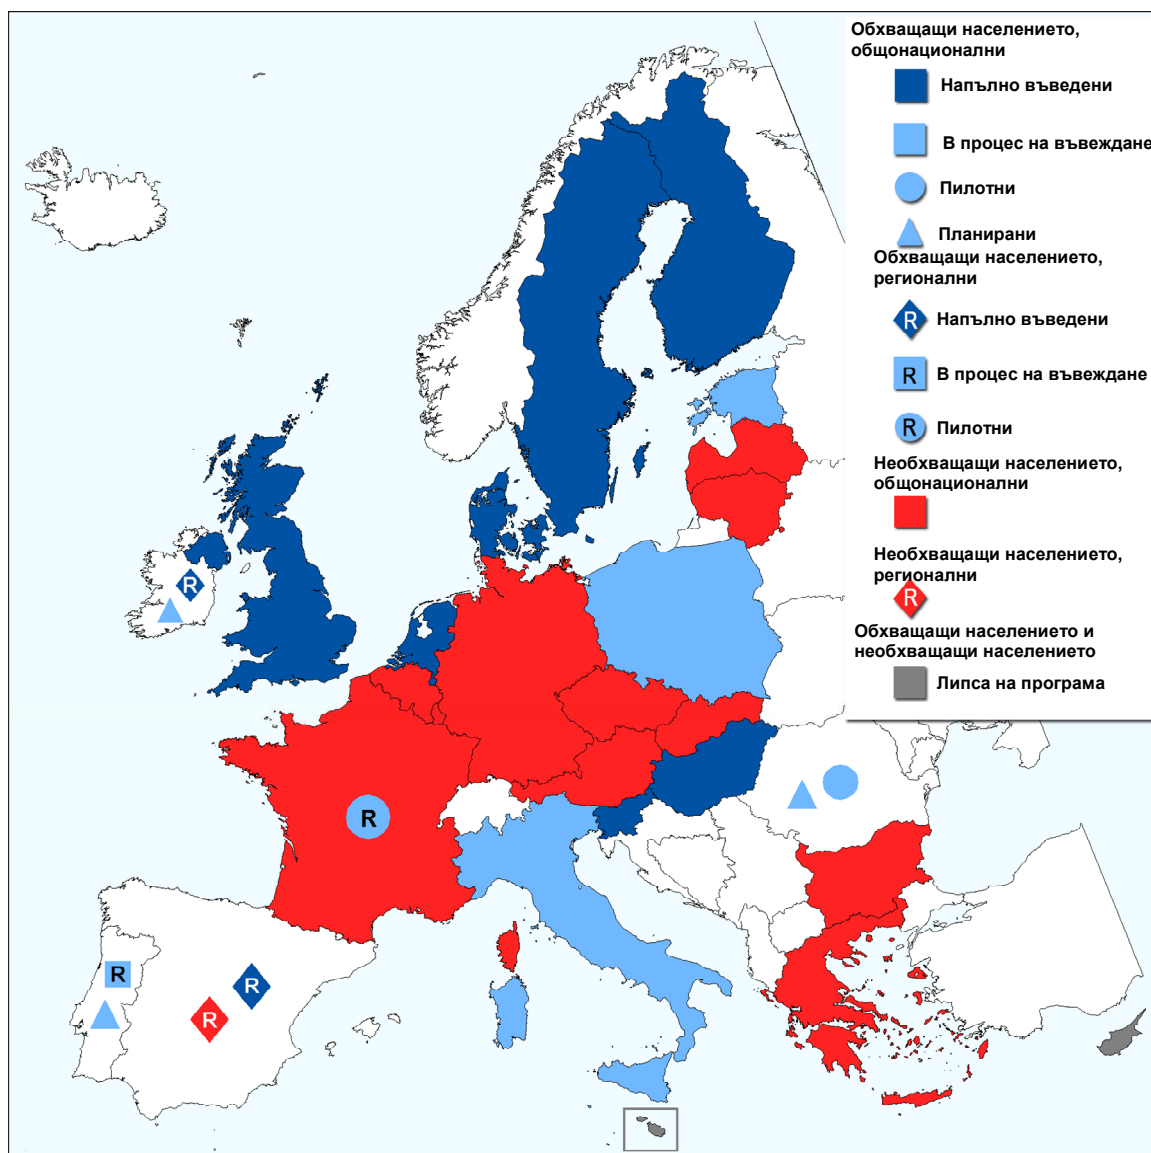 Обхващащи населението,
общонационални
Напълно въведени
В процес на въвеждане
Пилотни
Планирани
Обхващащи населението,
регионални
R Напълно въведени
R В процес на въвеждане
R Пилотни
Необхващащи населението,
общонационални
Необхващащи населението,
регионални
R
Обхващащи населението и
необхващащи населението
Липса на програма
R
R
R
R
R